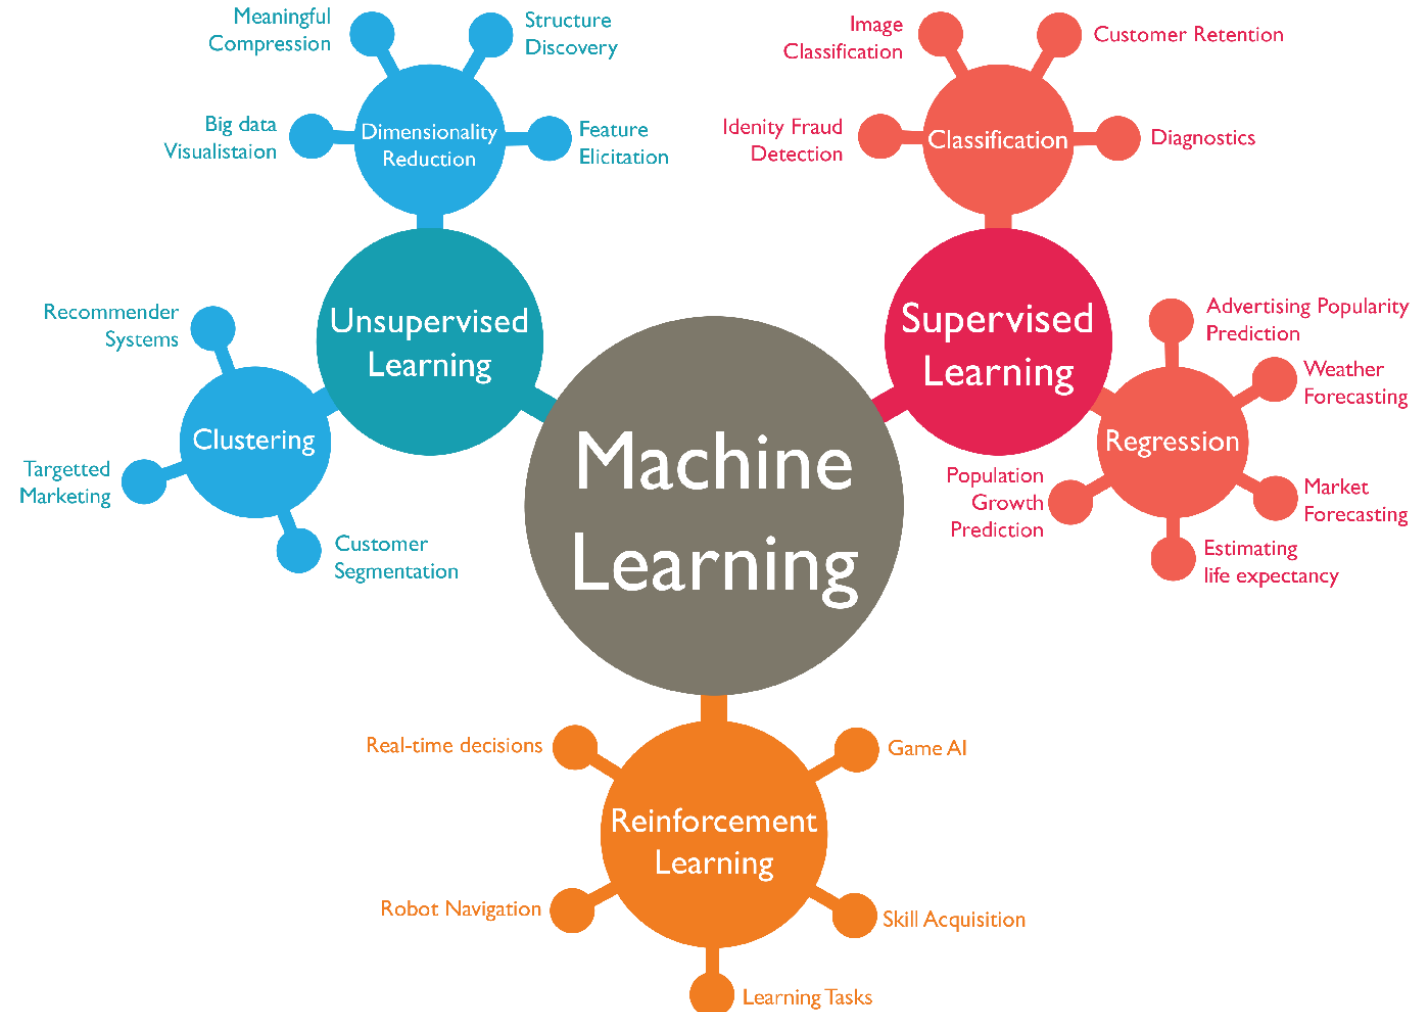 Meaningful
Compression
Structure
Discovery
Big data
Visualistaion
Dimensionality
Reduction
Feature
Elicitation
Image
Classification
Customer Retention
Idenity Fraud
Detection
Classification
Diagnostics
Recommender
Systems
Unsupervised
Learning
Clustering
Targetted
Marketing
Customer
Segmentation
Machine
Learning
Supervised
Learning
Advertising Popularity
Prediction
Weather
Forecasting
Regression
Population
Growth
Prediction
Market
Forecasting
Estimating
life expectancy
Real-time decisions
Game AI
Reinforcement
Learning
Robot Navigation
Skill Acquisition
Learning Tasks